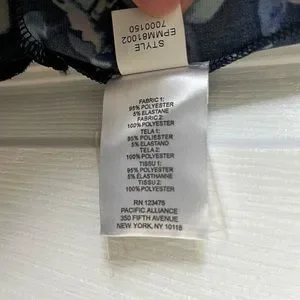 STYLE
EPMM81002
7000150
FABRIC 1:
95% POLYESTER
5% ELASTANE
FABRIC 2:
100% POLYESTER
TELA 1:
95% POLIESTER
5% ELASTANO
TELA 2:
100% POLYESTER
TISSU 1:
95% POLYESTER
5% ELASTHANNE
TISSU 2:
100% POLYESTER
RN 123475
PACIFIC ALLIANCE
350 FIFTH AVENUE
NEW YORK, NY 10118